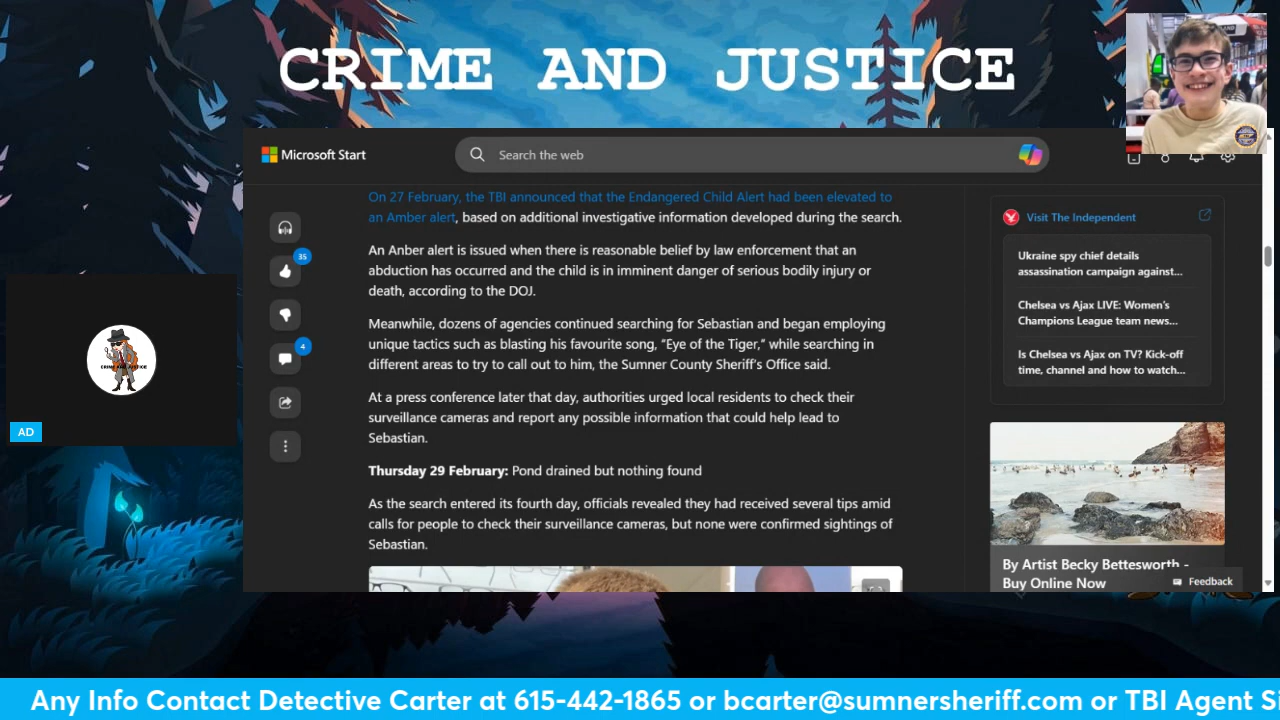 CRIME AND JUSTICE
Microsoft Start
Search the web
On 27 February, the TBI announced that the Endangered Child Alert had been elevated to
an Amber alert, based on additional investigative information developed during the search.
35
An Anber alert is issued when there is reasonable belief by law enforcement that an
abduction has occurred and the child is in imminent danger of serious bodily injury or
death, according to the DOJ.
Meanwhile, dozens of agencies continued searching for Sebastian and began employing
unique tactics such as blasting his favourite song, "Eye of the Tiger," while searching in
different areas to try to call out to him, the Sumner County Sheriff's Office said.
4
At a press conference later that day, authorities urged local residents to check their
surveillance cameras and report any possible information that could help lead to
Sebastian.
Thursday 29 February: Pond drained but nothing found
As the search entered its fourth day, officials revealed they had received several tips amid
calls for people to check their surveillance cameras, but none were confirmed sightings of
Sebastian.
Visit The Independent
Ukraine spy chief details
assassination campaign against...
Chelsea vs Ajax LIVE: Women's
Champions League team news...
Is Chelsea vs Ajax on TV? Kick-off
time, channel and how to watch...
By Artist Becky Bettesworth -
Buy Online Now
Feedback
CRIME AND JUSTICE
AD
Any Info Contact Detective Carter at 615-442-1865 or bcarter@sumnersheriff.com or TBI Agent S